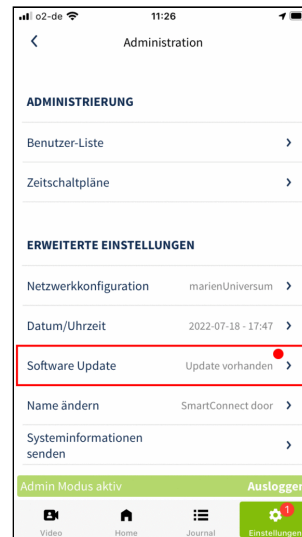 o2-de 11:26
Administration
ADMINISTRIERUNG
Benutzer-Liste
Zeitschaltpläne
ERWEITERTE EINSTELLUNGEN
Netzwerkkonfiguration marienUniversum
Datum/Uhrzeit 2022-07-18 - 17:47
Software Update Update vorhanden
Name ändern SmartConnect door
Systeminformationen
senden
Admin Modus aktiv Ausloggen
1
Video Home Journal Einstellungen